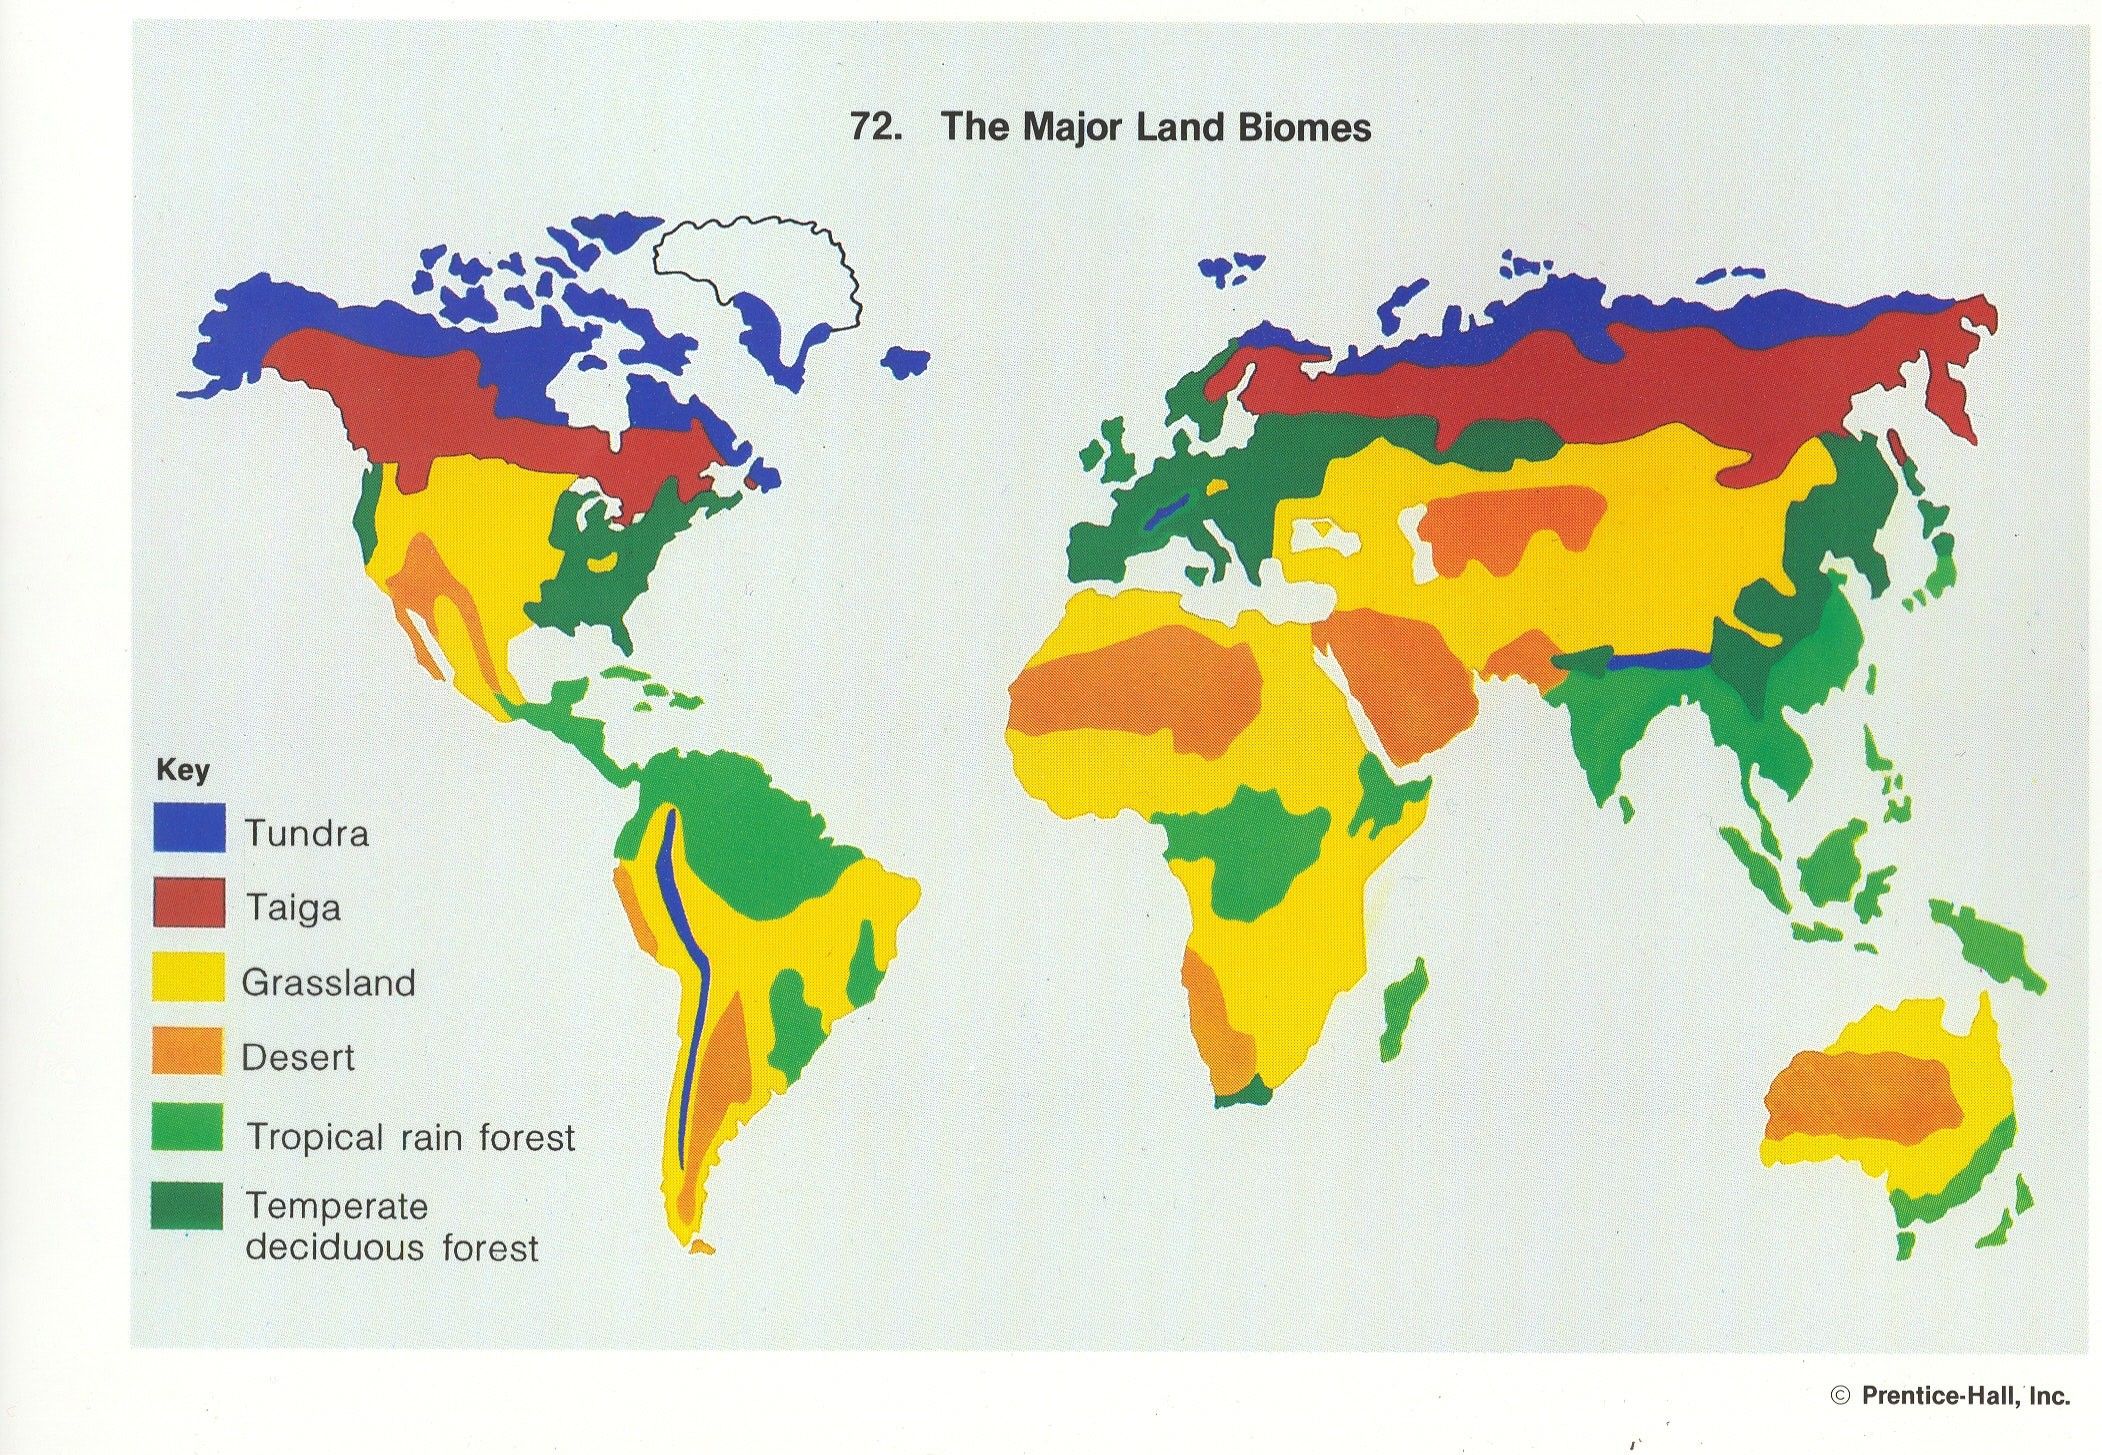 72. The Major Land Biomes
Key
Tundra
Taiga
Grassland
Desert
Tropical rain forest
Temperate
deciduous forest
© Prentice-Hall, Inc.